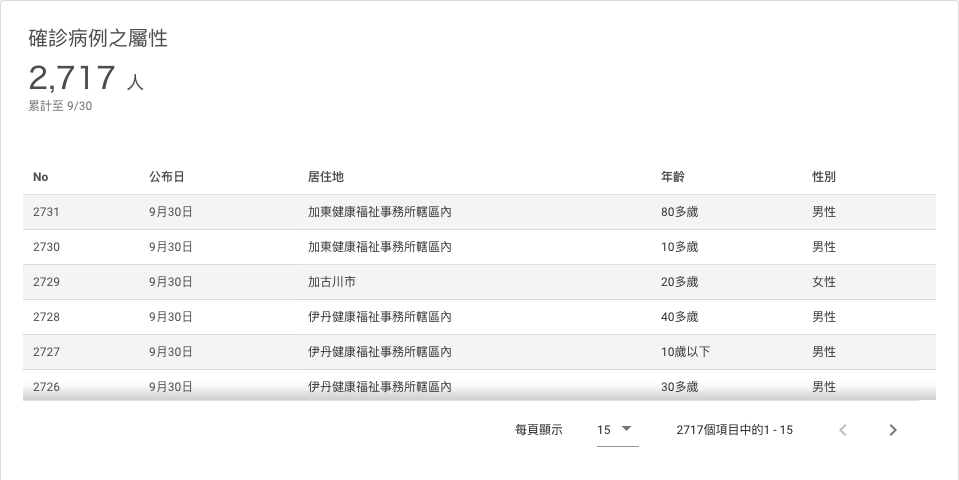 確診病例之屬性
2,717 人
累計至 9/30
No 公布日 居住地 年齡 性別
2731 9月30日 加東健康福祉事務所轄區內 80多歲 男性
2730 9月30日 加東健康福祉事務所轄區內 10多歲 男性
2729 9月30日 加古川市 20多歲 女性
2728 9月30日 伊丹健康福祉事務所轄區內 40多歲 男性
2727 9月30日 伊丹健康福祉事務所轄區內 10歲以下 男性
2726 9月30日 伊丹健康福祉事務所轄區內 30多歲 男性
每頁顯示 15 2717個項目中的1 - 15